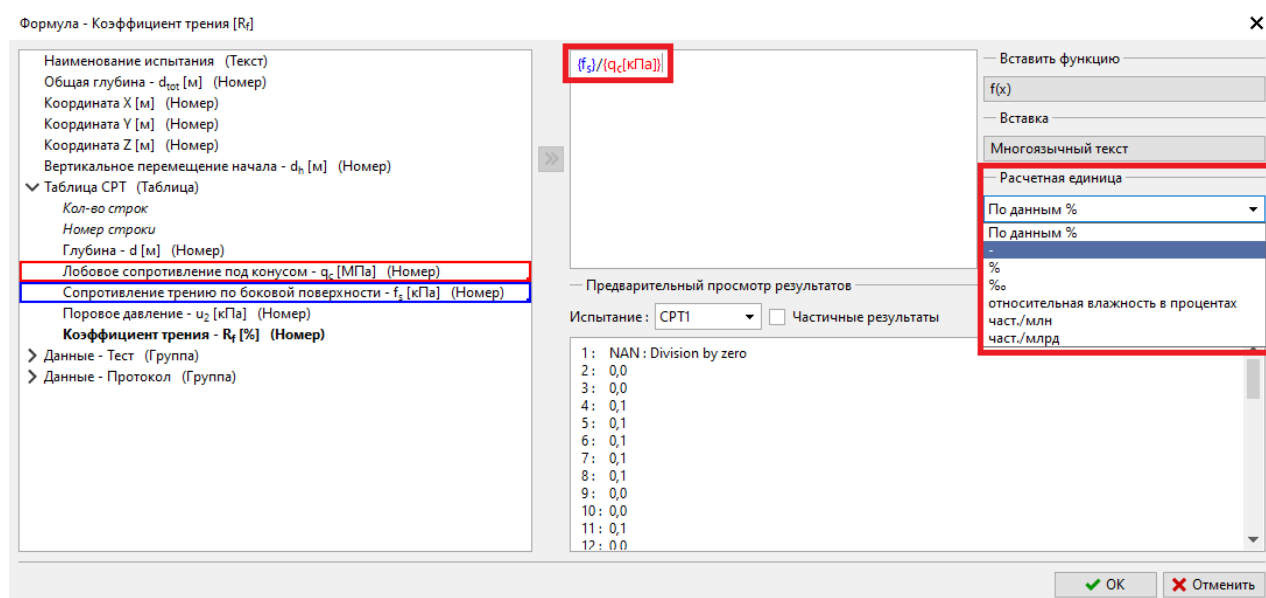 Формула - Коэффициент трения [Rf]
Наименование испытания (Текст)
Общая глубина - dtot [м] (Номер)
Координата X [м] (Номер)
Координата Y [м] (Номер)
Координата Z [м] (Номер)
Вертикальное перемещение начала - dh [м] (Номер)
Таблица CPT (Таблица)
Кол-во строк
Номер строки
Глубина - d [м] (Номер)
Лобовое сопротивление под конусом - qc [МПа] (Номер)
Сопротивление трению по боковой поверхности - fs [кПа] (Номер)
Поровое давление - u2 [кПа] (Номер)
Коэффициент трения - Rf [%] (Номер)
Данные - Тест (Группа)
Данные - Протокол (Группа)
{fs}/{qc[кПа]}
Предварительный просмотр результатов
Испытание : CPT1 Частичные результаты
1 : NAN : Division by zero
2 : 0,0
3 : 0,0
4 : 0,1
5 : 0,1
6 : 0,1
7 : 0,1
8 : 0,1
9 : 0,0
10 : 0,0
11 : 0,1
12 : 0,0
Вставить функцию
f(x)
Вставка
Многоязычный текст
Расчетная единица
По данным %
По данным %
-
%
‰
относительная влажность в процентах
част./млн
част./млрд
OK
Отменить